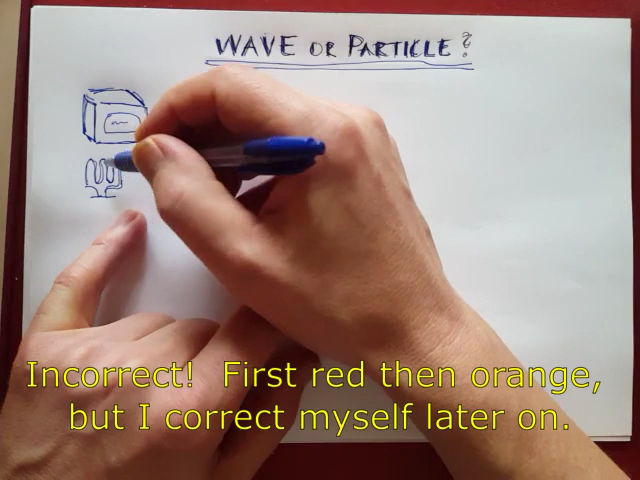 WAVE OR PARTICLE?
Incorrect!  First red then orange,
but I correct myself later on.